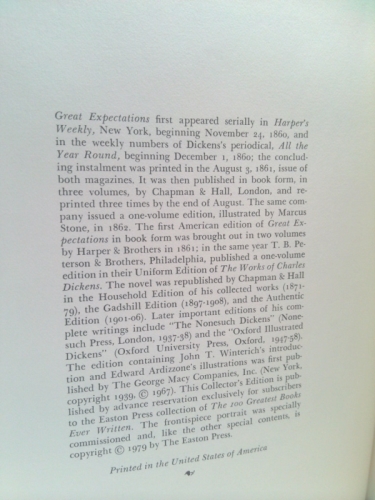 Great Expectations first appeared serially in Harper's
Weekly, New York, beginning November 24, 1860, and
in the weekly numbers of Dickens's periodical, All the
Year Round, beginning December 1, 1860; the conclud-
ing instalment was printed in the August 3, 1861, issue of
both magazines. It was then published in book form, in
three volumes, by Chapman & Hall, London, and re-
printed three times by the end of August. The same com-
pany issued a one-volume edition, illustrated by Marcus
Stone, in 1862. The first American edition of Great Ex-
pectations in book form was brought out in two volumes
by Harper & Brothers in 1861; in the same year T. B. Pe-
terson & Brothers, Philadelphia, published a one-volume
edition in their Uniform Edition of The Works of Charles
Dickens. The novel was republished by Chapman & Hall
in the Household Edition of his collected works (1871-
79), the Gadshill Edition (1897-1908), and the Authentic
Edition (1901-06). Later important editions of his com-
plete writings include "The Nonesuch Dickens" (None-
such Press, London, 1937-38) and the "Oxford Illustrated
Dickens" (Oxford University Press, Oxford, 1947-58).
The edition containing John T. Winterich's introduc-
tion and Edward Ardizzone's illustrations was first pub-
lished by The George Macy Companies, Inc. (New York,
copyright 1939, © 1967). This Collector's Edition is pub-
lished by advance reservation exclusively for subscribers
to the Easton Press collection of The 100 Greatest Books
Ever Written. The frontispiece portrait was specially
commissioned and, like the other special contents, is
copyright © 1979 by The Easton Press.
Printed in the United States of America